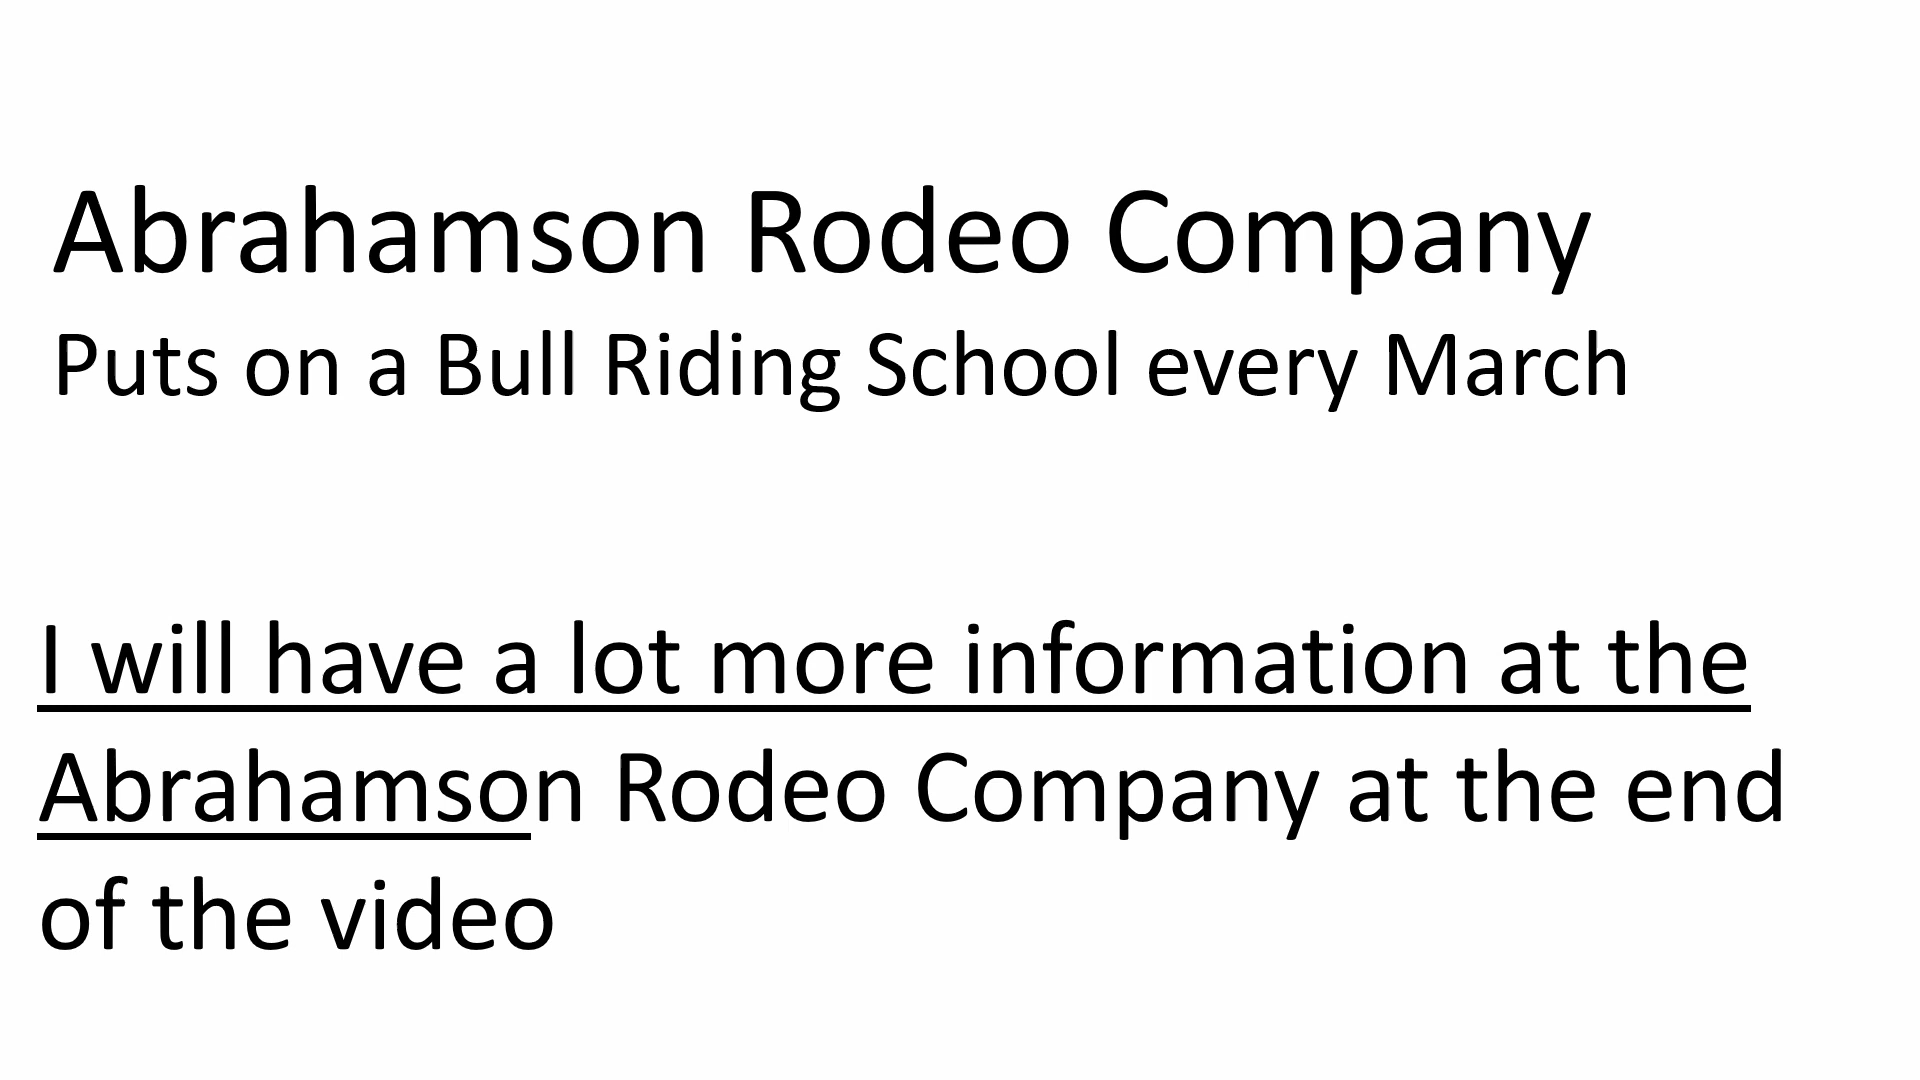 Abrahamson Rodeo Company
Puts on a Bull Riding School every March
I will have a lot more information at the
Abrahamson Rodeo Company at the end
of the video